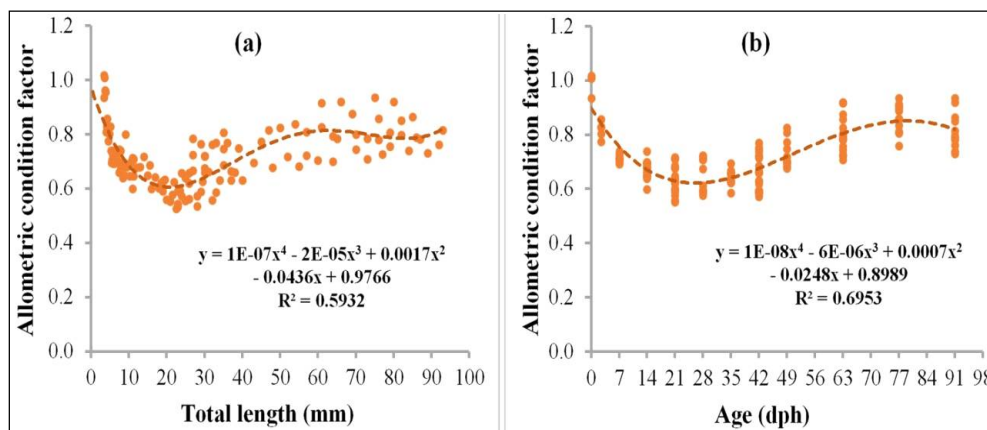 (a)
Allometric condition factor
1.2
1.0
0.8
0.6
0.4
0.2
0.0
y = 1E-07x⁴ - 2E-05x³ + 0.0017x²
- 0.0436x + 0.9766
R² = 0.5932
0 10 20 30 40 50 60 70 80 90 100
Total length (mm)
(b)
Allometric condition factor
1.2
1.0
0.8
0.6
0.4
0.2
0.0
y = 1E-08x⁴ - 6E-06x³ + 0.0007x²
- 0.0248x + 0.8989
R² = 0.6953
0 7 14 21 28 35 42 49 56 63 70 77 84 91 98
Age (dph)